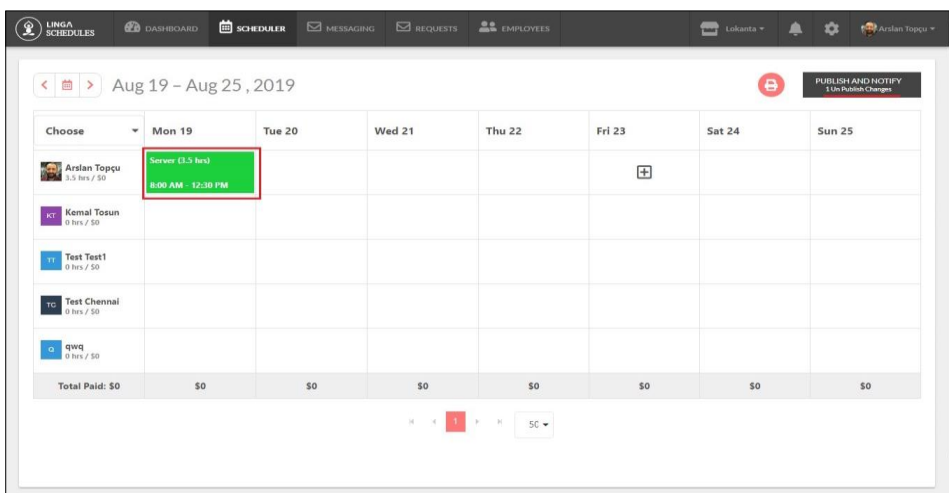 LINGA SCHEDULES DASHBOARD SCHEDULER MESSAGING REQUESTS EMPLOYEES Lokanta Arslan Topçu
Aug 19 – Aug 25 , 2019
PUBLISH AND NOTIFY
1 Un Publish Changes
Choose Mon 19 Tue 20 Wed 21 Thu 22 Fri 23 Sat 24 Sun 25
Arslan Topçu
3.5 hrs / $0
Server (3.5 hrs)
8:00 AM - 12:30 PM
KT Kemal Tosun
0 hrs / $0
TT Test Test1
0 hrs / $0
TC Test Chennai
0 hrs / $0
Q qwq
0 hrs / $0
Total Paid: $0 $0 $0 $0 $0 $0 $0 $0
1 50